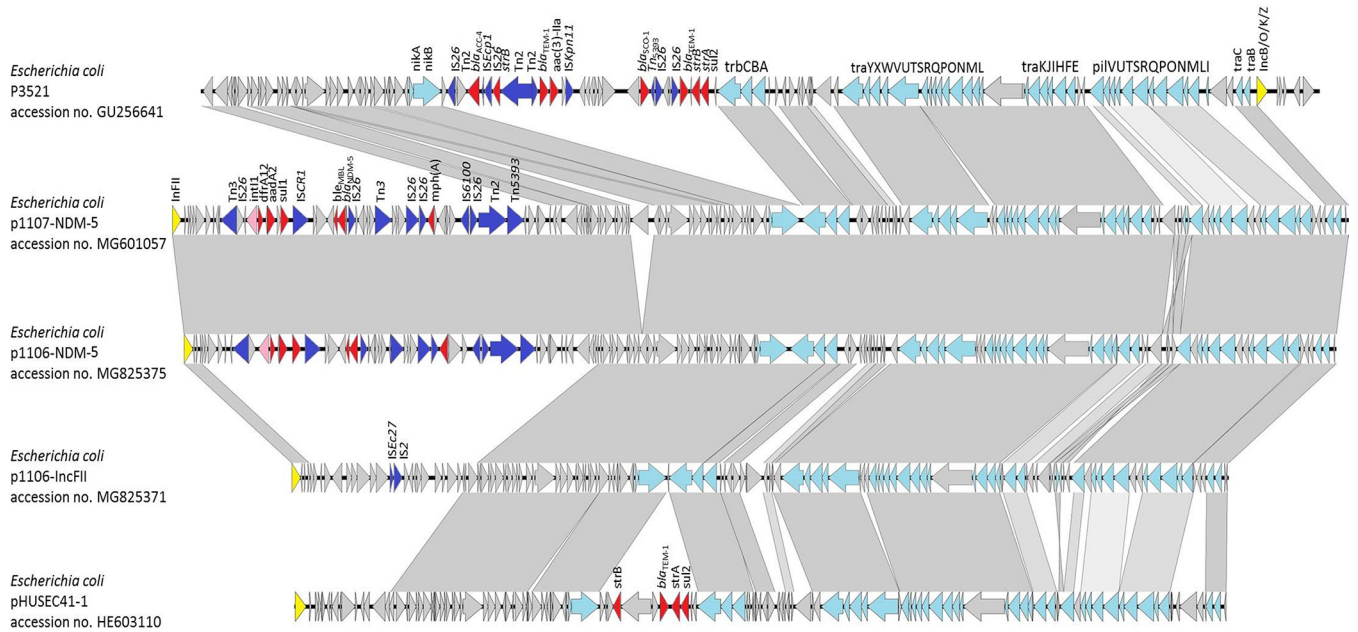 Escherichia coli
P3521
accession no. GU256641
nikA
nikB
IS26
Tn2
blaACC-4
ISEcp1
IS26
strB
Tn2
Tn2
blaTEM-1
aac(3)-IIa
ISKpn11
blaSCO-1
Tn5393
IS26
IS26
blaTEM-1
strB
strA
sul2
trbCBA
traYXWVUTSRQPONML
traKJIHFE
pilVUTSRQPONMLI
traC
traB
IncB/O/K/Z
Escherichia coli
p1107-NDM-5
accession no. MG601057
IncFII
Tn3
IS26
intI1
dfrA12
aadA2
sul1
ISCR1
bleMBL
blaNDM-5
IS26
Tn3
IS26
IS26
mph(A)
IS6100
IS26
Tn2
Tn5393
Escherichia coli
p1106-NDM-5
accession no. MG825375
Escherichia coli
p1106-IncFII
accession no. MG825371
ISEc27
IS2
Escherichia coli
pHUSEC41-1
accession no. HE603110
strB
blaTEM-1
strA
sul2